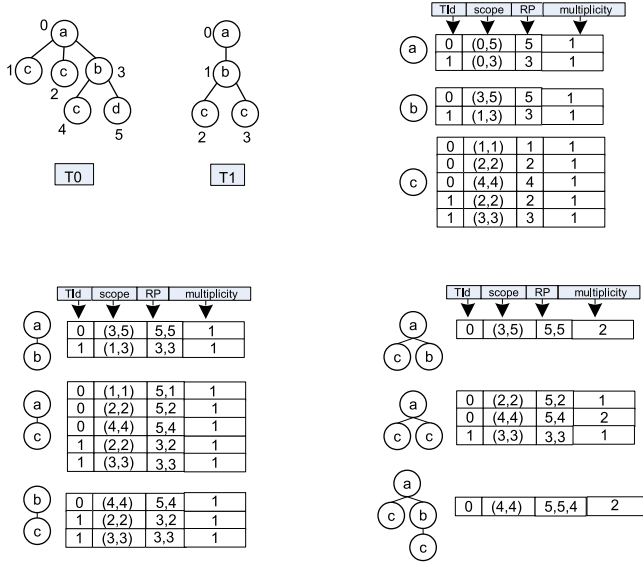 0 a
1 c c b 3
2
c d
4 5
T0
0 a
1 b
c c
2 3
T1
TId scope RP multiplicity
a
0 (0,5) 5 1
1 (0,3) 3 1
b
0 (3,5) 5 1
1 (1,3) 3 1
c
0 (1,1) 1 1
0 (2,2) 2 1
0 (4,4) 4 1
1 (2,2) 2 1
1 (3,3) 3 1
TId scope RP multiplicity
a
b
0 (3,5) 5,5 1
1 (1,3) 3,3 1
a
c
0 (1,1) 5,1 1
0 (2,2) 5,2 1
0 (4,4) 5,4 1
1 (2,2) 3,2 1
1 (3,3) 3,3 1
b
c
0 (4,4) 5,4 1
1 (2,2) 3,2 1
1 (3,3) 3,3 1
TId scope RP multiplicity
a
c b
0 (3,5) 5,5 2
a
c c
0 (2,2) 5,2 1
0 (4,4) 5,4 2
1 (3,3) 3,3 1
a
c b
c
0 (4,4) 5,5,4 2